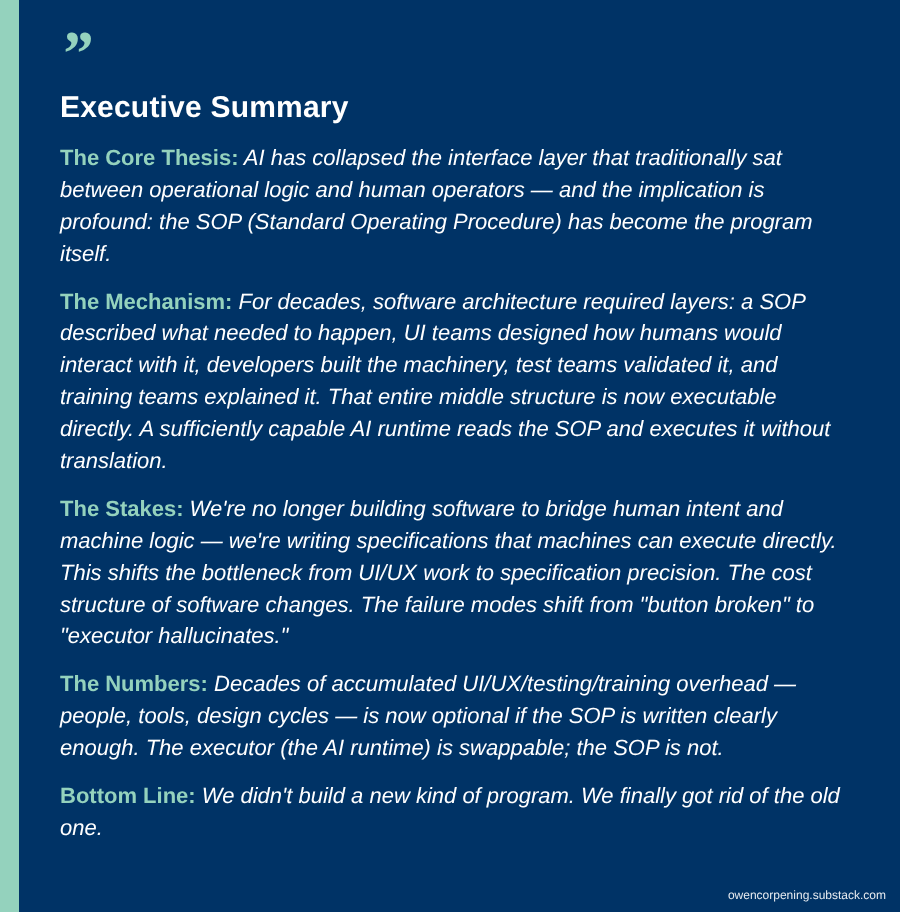 ”
Executive Summary
The Core Thesis: AI has collapsed the interface layer that traditionally sat
between operational logic and human operators — and the implication is
profound: the SOP (Standard Operating Procedure) has become the program
itself.
The Mechanism: For decades, software architecture required layers: a SOP
described what needed to happen, UI teams designed how humans would
interact with it, developers built the machinery, test teams validated it, and
training teams explained it. That entire middle structure is now executable
directly. A sufficiently capable AI runtime reads the SOP and executes it without
translation.
The Stakes: We're no longer building software to bridge human intent and
machine logic — we're writing specifications that machines can execute directly.
This shifts the bottleneck from UI/UX work to specification precision. The cost
structure of software changes. The failure modes shift from "button broken" to
"executor hallucinates."
The Numbers: Decades of accumulated UI/UX/testing/training overhead —
people, tools, design cycles — is now optional if the SOP is written clearly
enough. The executor (the AI runtime) is swappable; the SOP is not.
Bottom Line: We didn't build a new kind of program. We finally got rid of the old
one.
owencorpening.substack.com